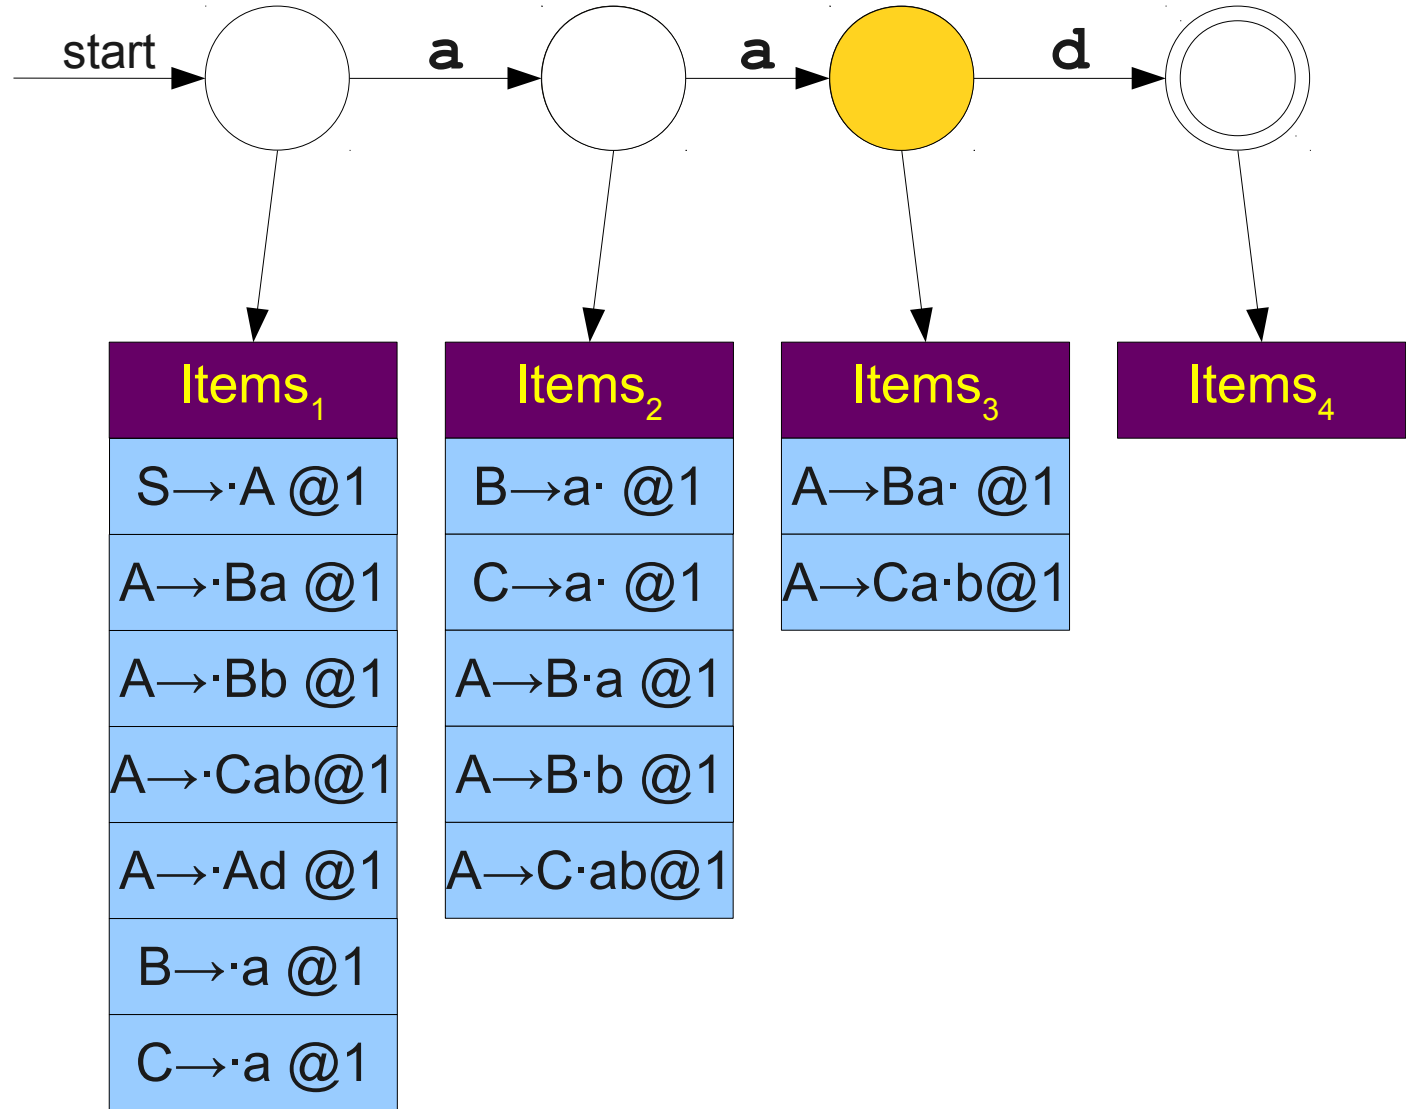 start
a
a
d
Items₁
S→·A @1
A→·Ba @1
A→·Bb @1
A→·Cab@1
A→·Ad @1
B→·a @1
C→·a @1
Items₂
B→a· @1
C→a· @1
A→B·a @1
A→B·b @1
A→C·ab@1
Items₃
A→Ba· @1
A→Ca·b@1
Items₄